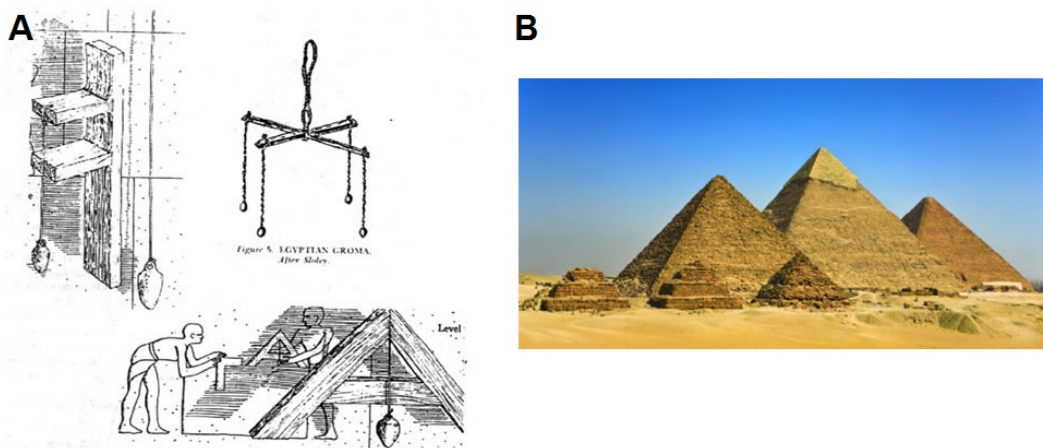 A
B
e
Figure 5. EGYPTIAN GROMA.
After Sloley.
Level